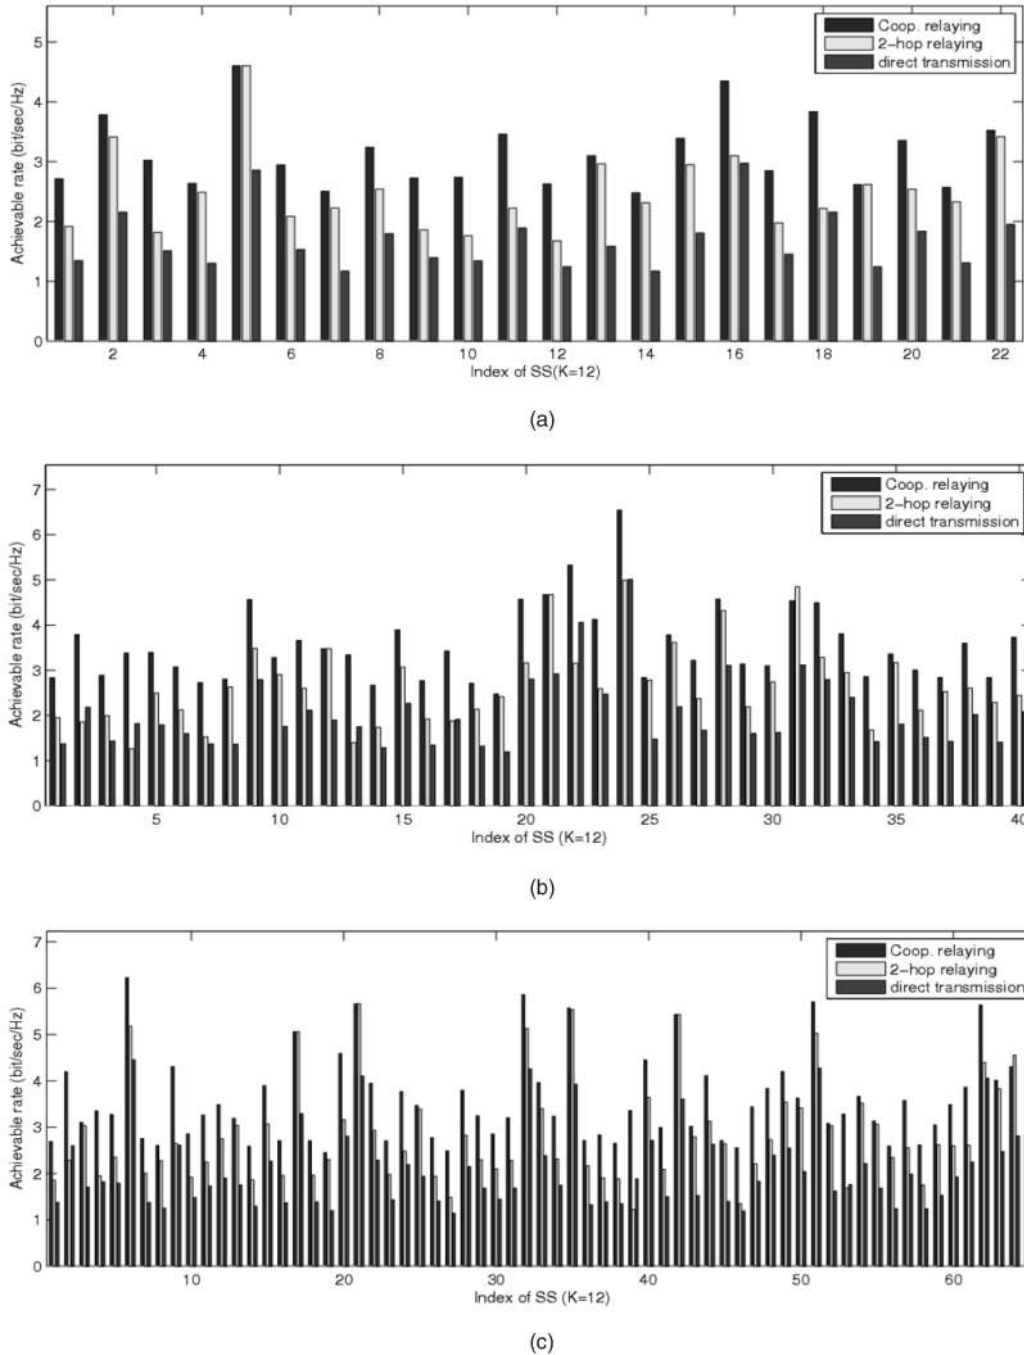 Coop. relaying
2-hop relaying
direct transmission
Achievable rate (bit/sec/Hz)
5
4
3
2
1
0
2 4 6 8 10 12 14 16 18 20 22
Index of SS(K=12)
(a)
Coop. relaying
2-hop relaying
direct transmission
Achievable rate (bit/sec/Hz)
7
6
5
4
3
2
1
0
5 10 15 20 25 30 35 40
Index of SS (K=12)
(b)
Coop. relaying
2-hop relaying
direct transmission
Achievable rate (bit/sec/Hz)
7
6
5
4
3
2
1
0
10 20 30 40 50 60
Index of SS (K=12)
(c)